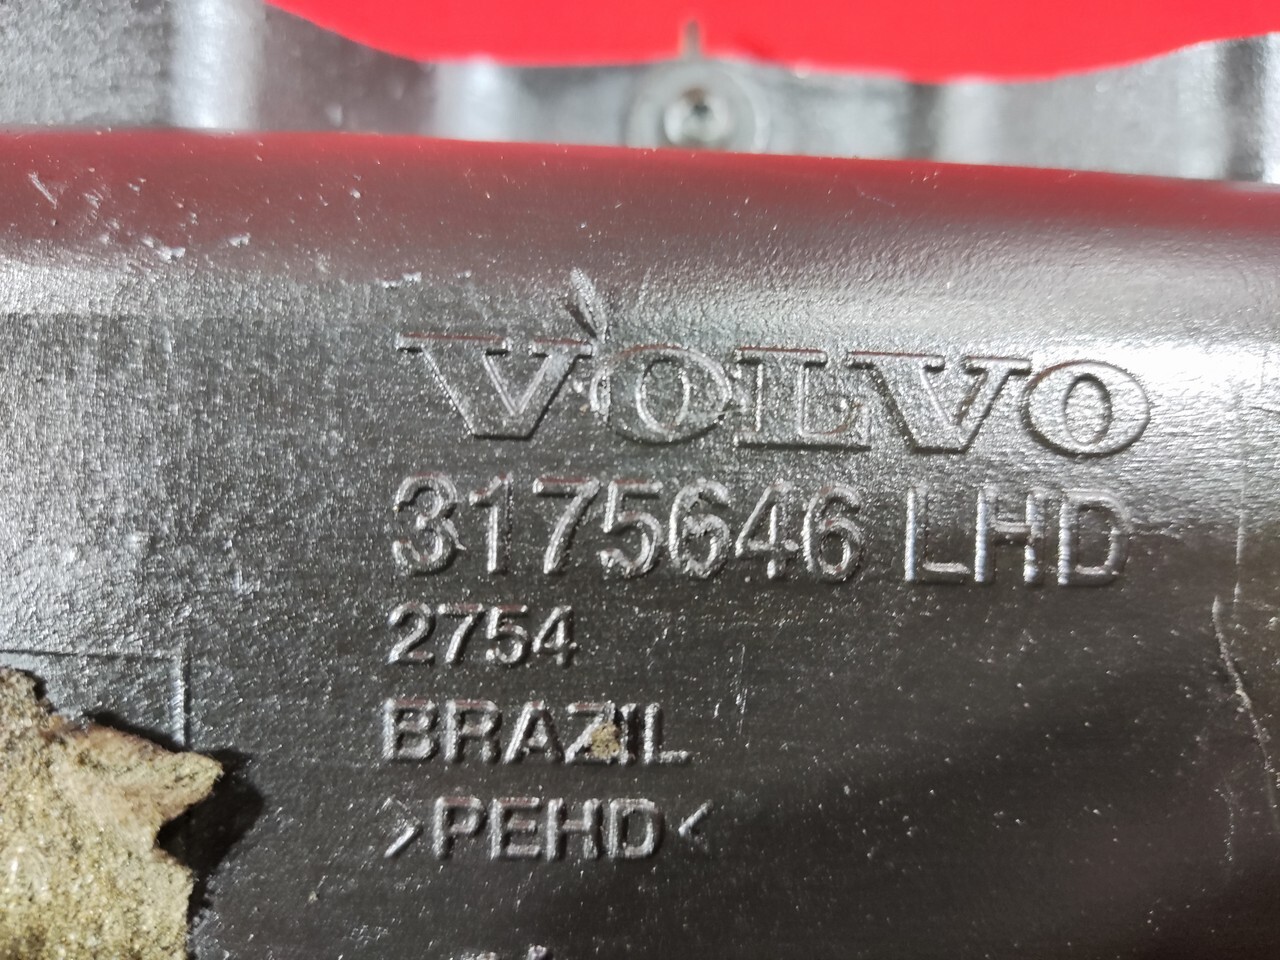 VOLVO
3175646 LHD
2754
BRAZIL
>PEHD<